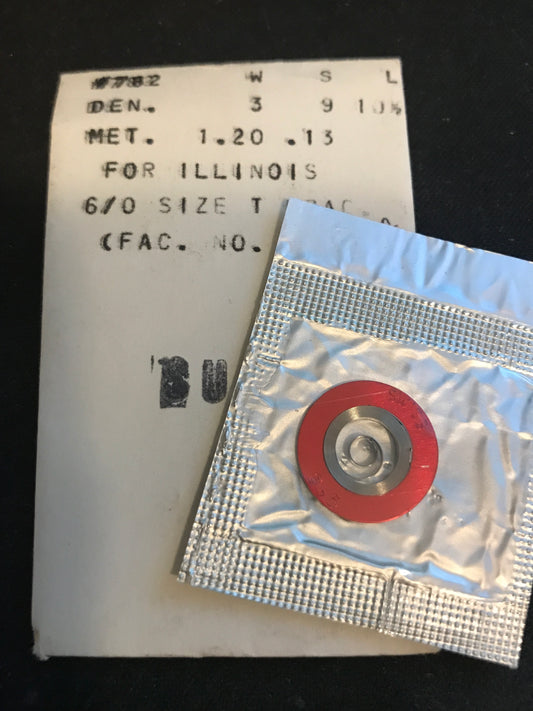 #782 W S L
DEN. 3 9 10½
MET. 1.20 .13
FOR ILLINOIS
6/0 SIZE T
(FAC. NO.
BU